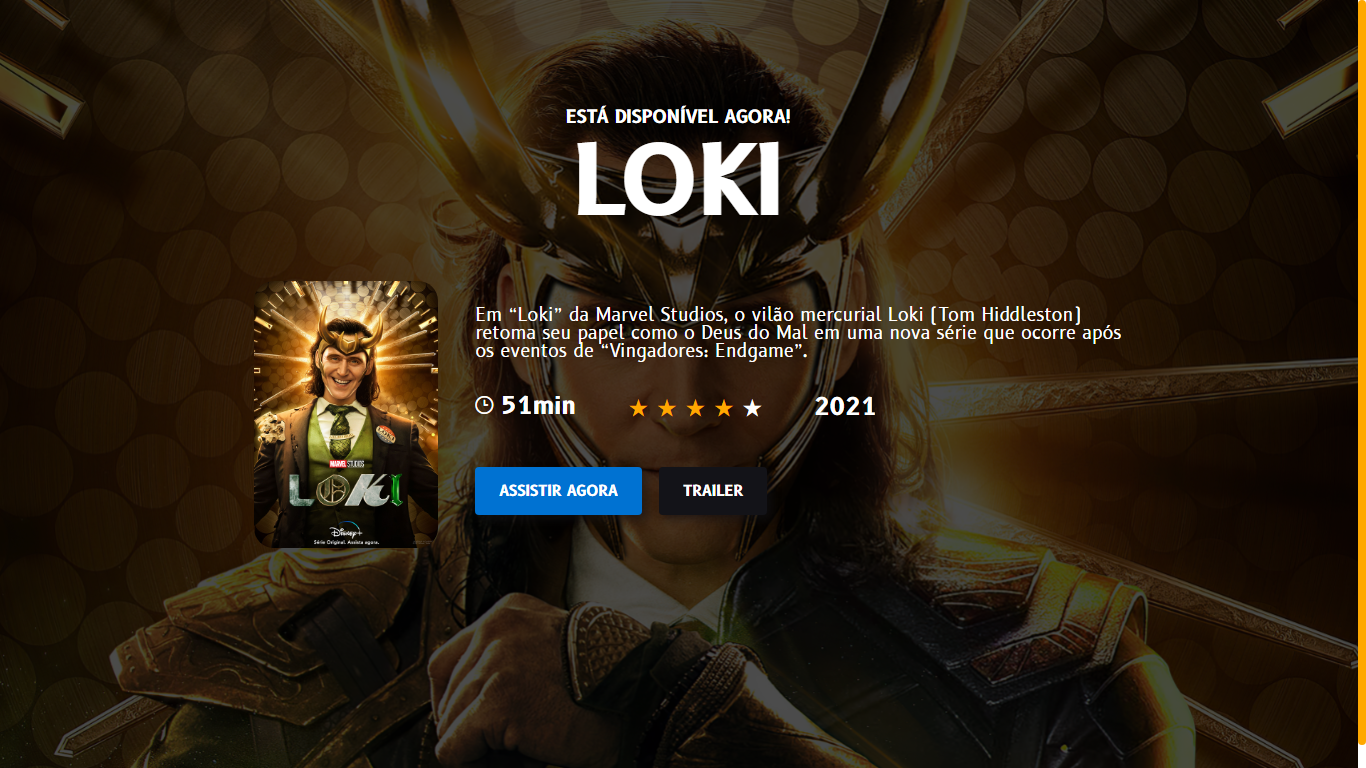 ESTÁ DISPONÍVEL AGORA!
LOKI
Em “Loki” da Marvel Studios, o vilão mercurial Loki (Tom Hiddleston)
retoma seu papel como o Deus do Mal em uma nova série que ocorre após
os eventos de “Vingadores: Endgame”.
51min
2021
ASSISTIR AGORA
TRAILER
MARVEL STUDIOS
LOKI
Disney+
Série Original. Assista agora.